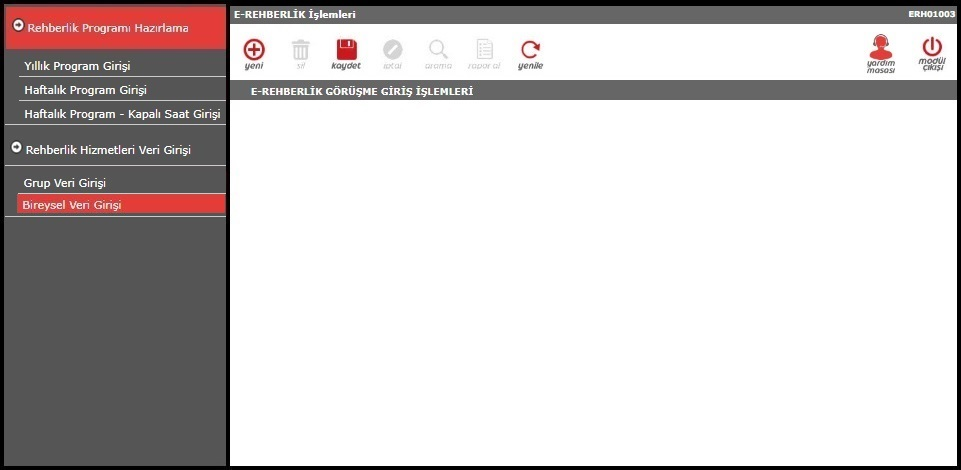 Rehberlik Programı Hazırlama
Yıllık Program Girişi
Haftalık Program Girişi
Haftalık Program - Kapalı Saat Girişi
Rehberlik Hizmetleri Veri Girişi
Grup Veri Girişi
Bireysel Veri Girişi
E-REHBERLİK İşlemleri ERH01003
yeni sil kaydet iptal arama rapor al yenile
yardım masası
modül çıkışı
E-REHBERLİK GÖRÜŞME GİRİŞ İŞLEMLERİ